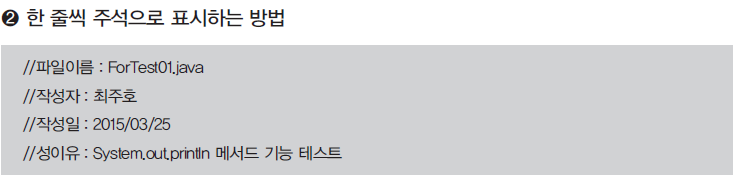 ❷ 한 줄씩 주석으로 표시하는 방법
//파일이름 : ForTest01.java
//작성자 : 최주호
//작성일 : 2015/03/25
//성이유 : System.out.println 메서드 기능 테스트